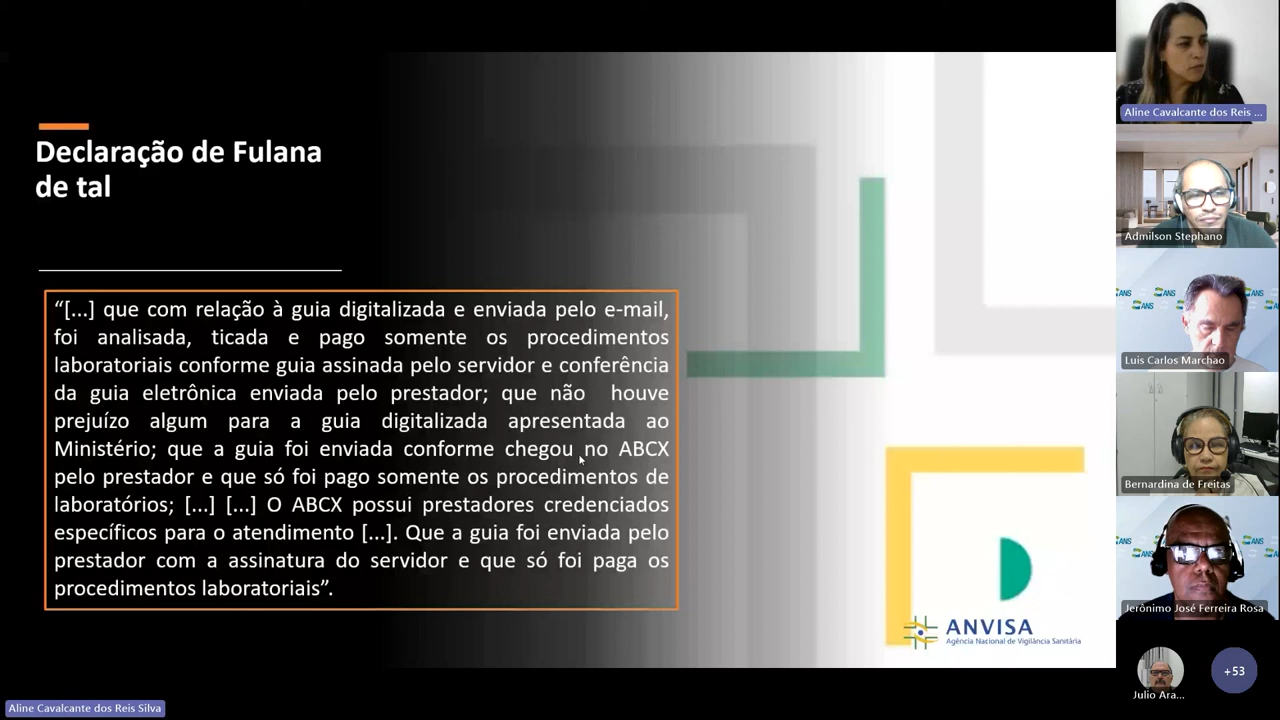 Declaração de Fulana
de tal
“[...] que com relação à guia digitalizada e enviada pelo e-mail,
foi analisada, ticada e pago somente os procedimentos
laboratoriais conforme guia assinada pelo servidor e conferência
da guia eletrônica enviada pelo prestador; que não houve
prejuízo algum para a guia digitalizada apresentada ao
Ministério; que a guia foi enviada conforme chegou no ABCX
pelo prestador e que só foi pago somente os procedimentos de
laboratórios; [...] [...] O ABCX possui prestadores credenciados
específicos para o atendimento [...]. Que a guia foi enviada pelo
prestador com a assinatura do servidor e que só foi paga os
procedimentos laboratoriais”.
ANVISA
Agência Nacional de Vigilância Sanitária
Aline Cavalcante dos Reis ...
Admilson Stephano
ANS
Luis Carlos Marchao
Bernardina de Freitas
ANS
Jerônimo José Ferreira Rosa
Julio Ara...
+53
Aline Cavalcante dos Reis Silva